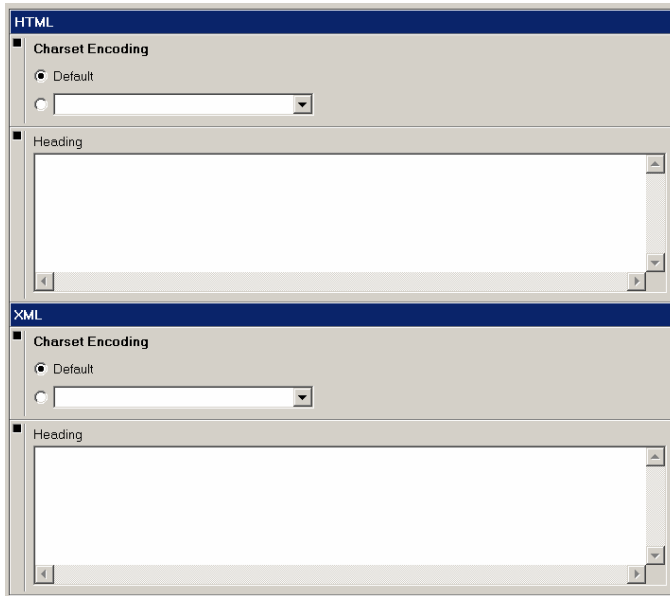 HTML
Charset Encoding
Default
Heading
XML
Charset Encoding
Default
Heading